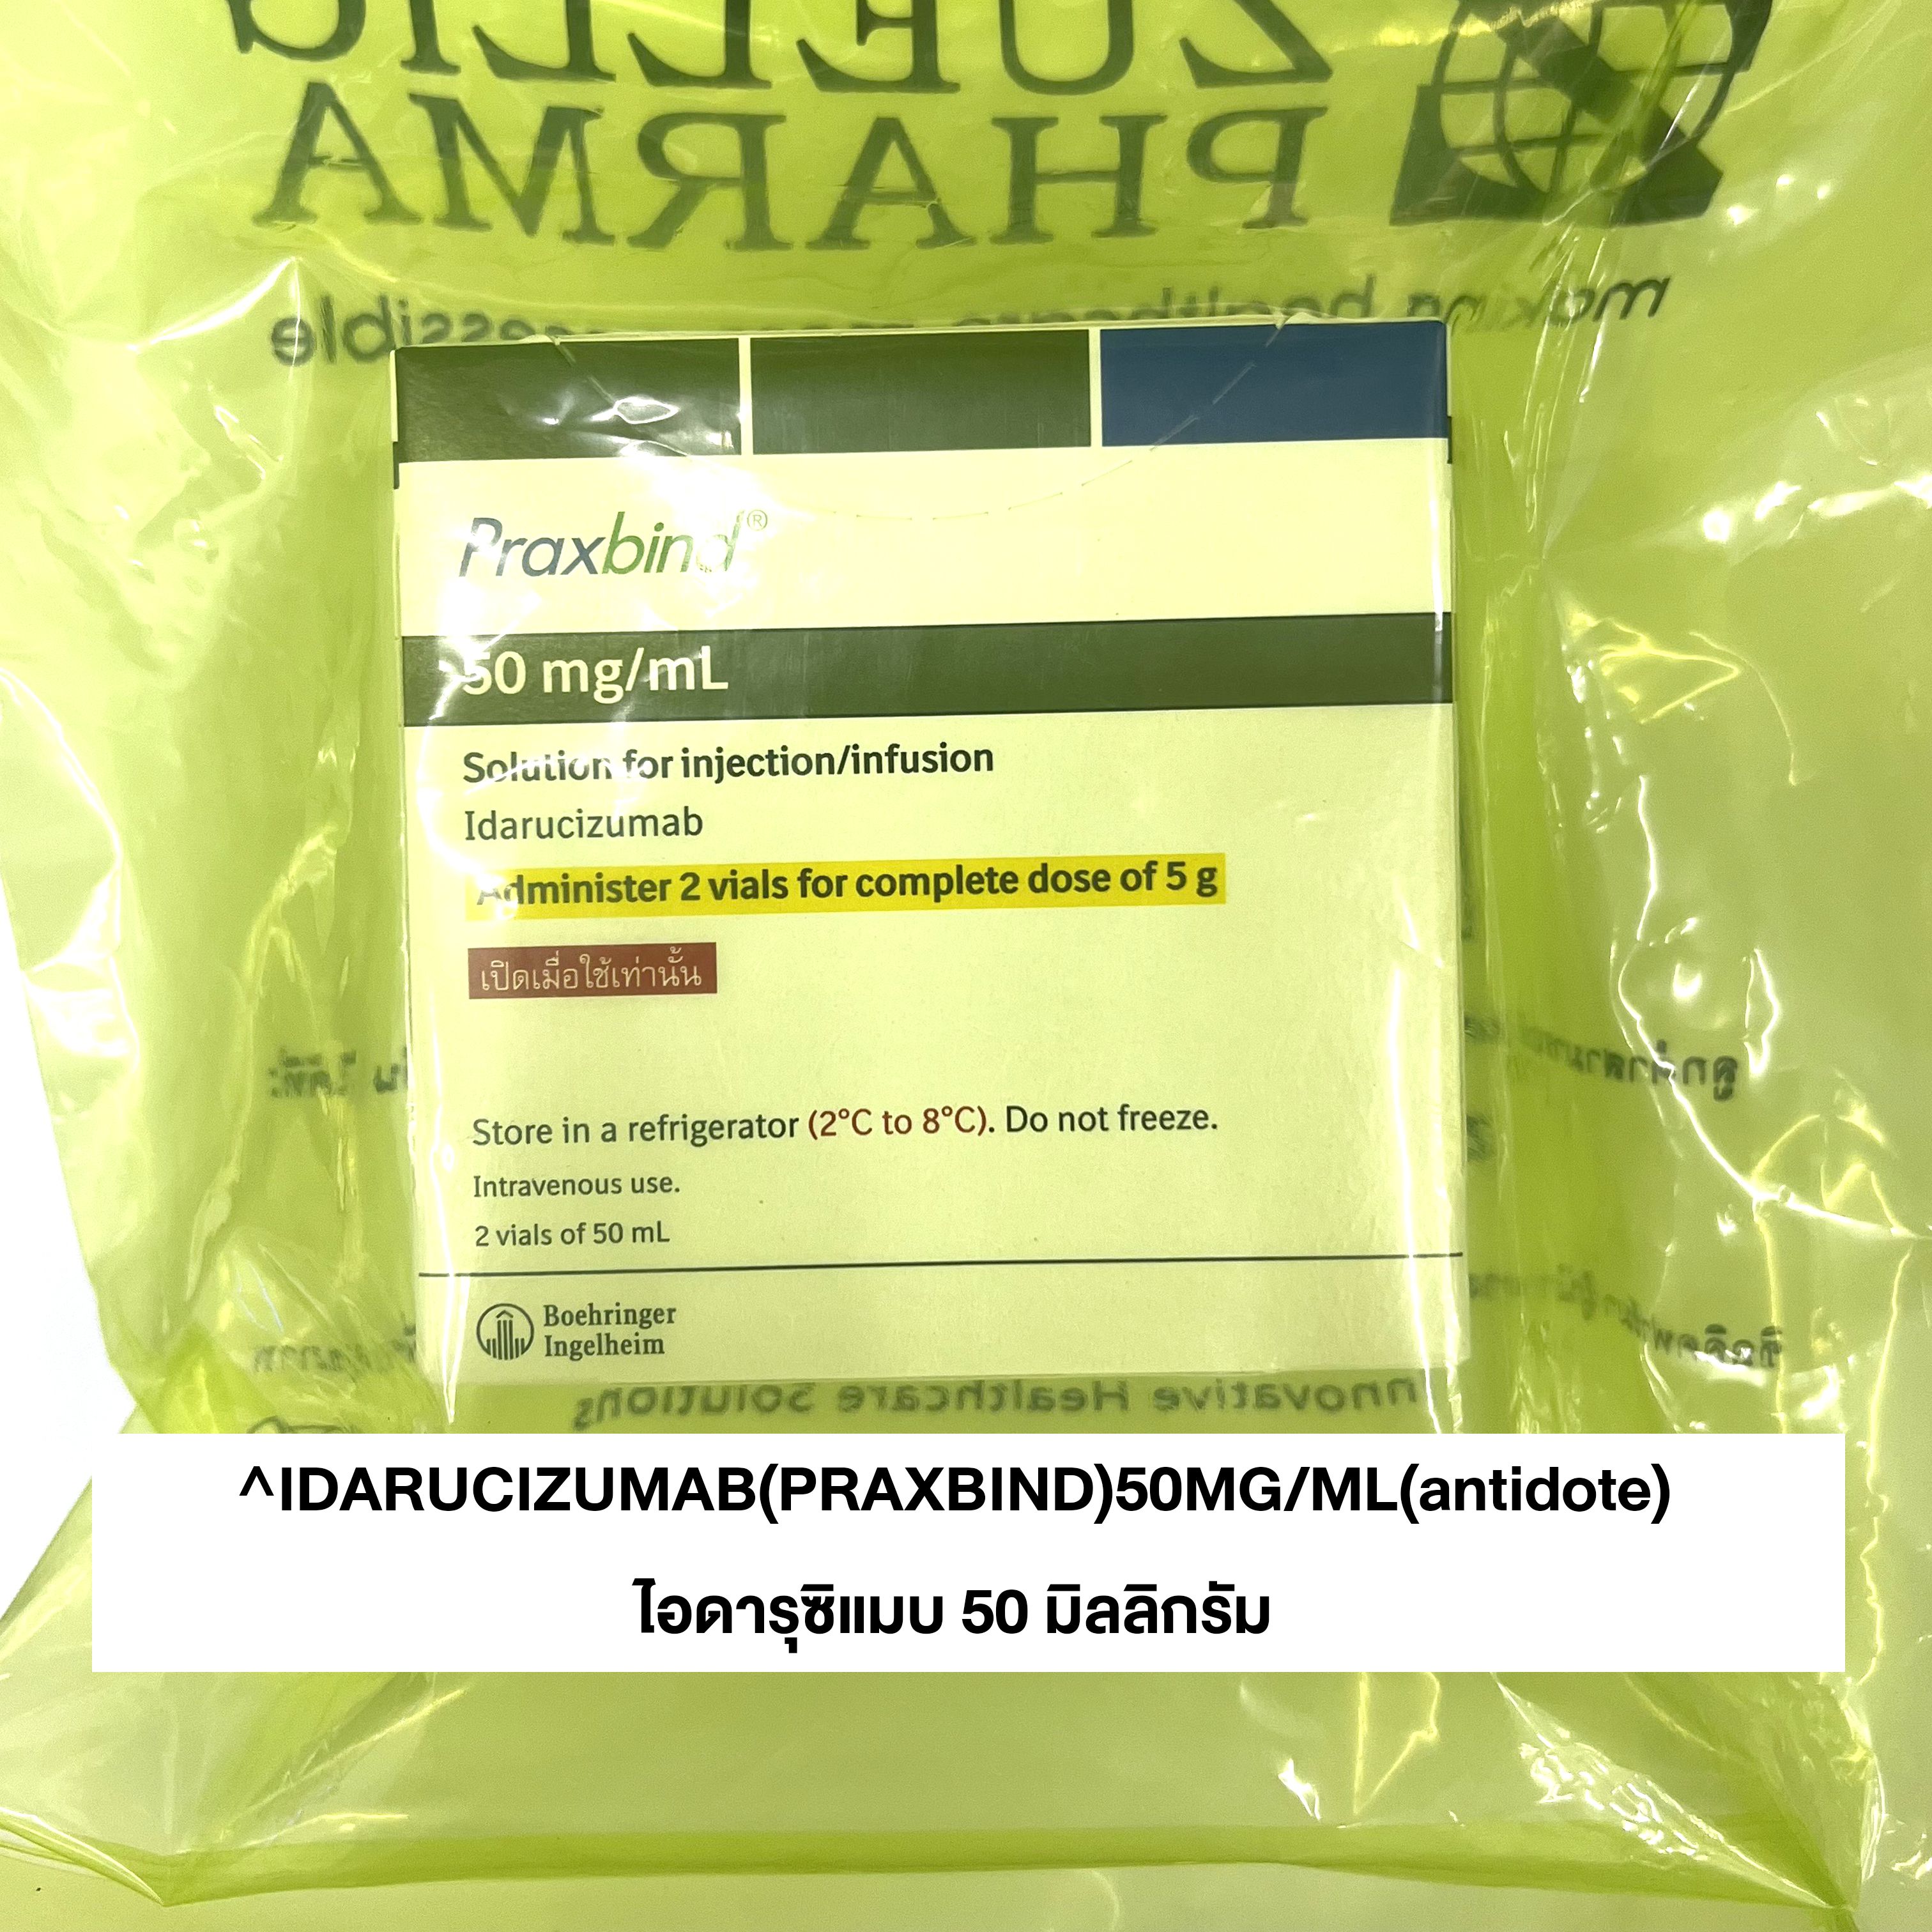 ZUELLIG
PHARMA
making healthcare more accessible
Praxbind®
50 mg/mL
Solution for injection/infusion
Idarucizumab
Administer 2 vials for complete dose of 5 g
เปิดเมื่อใช้เท่านั้น
Store in a refrigerator (2°C to 8°C). Do not freeze.
Intravenous use.
2 vials of 50 mL
Boehringer
Ingelheim
Innovative Healthcare Solutions
^IDARUCIZUMAB(PRAXBIND)50MG/ML(antidote)
ไอดารุซิแมบ 50 มิลลิกรัม